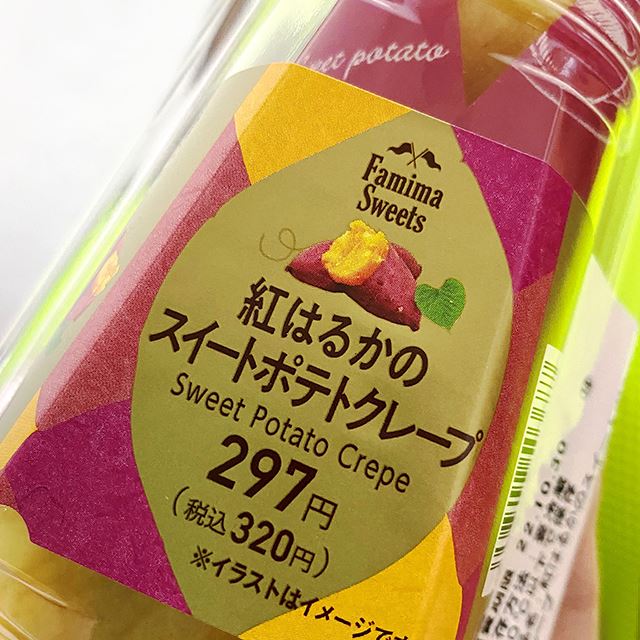 sweet potato
Famima
Sweets
紅はるかの
スイートポテトクレープ
Sweet Potato Crepe
297円
(税込320円)
※イラストはイメージです